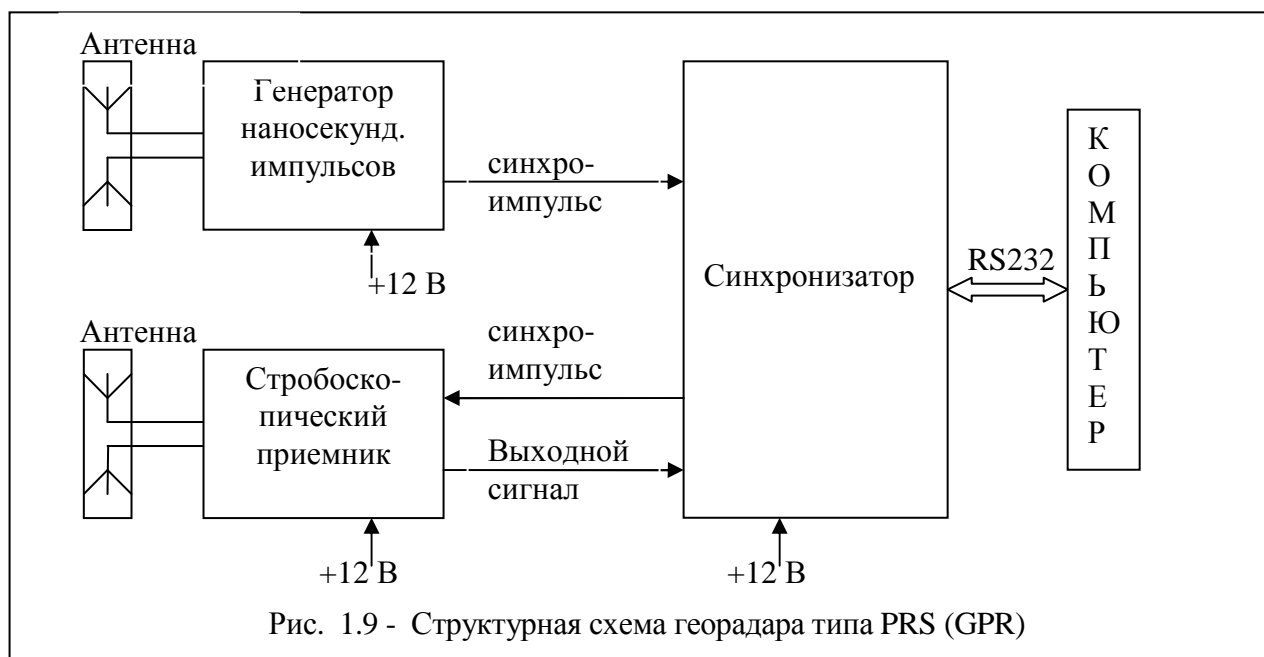 Антенна
Генератор
наносекунд.
импульсов
+12 В
синхро-
импульс
Антенна
Стробоско-
пический
приемник
+12 В
синхро-
импульс
Выходной
сигнал
Синхронизатор
+12 В
RS232
К
О
М
П
Ь
Ю
Т
Е
Р
Рис. 1.9 - Структурная схема георадара типа PRS (GPR)